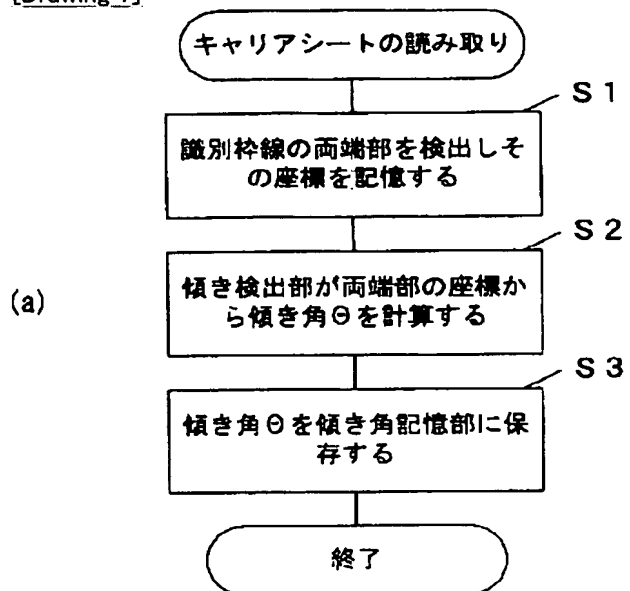 キャリアシートの読み取り
S1
識別枠線の両端部を検出しそ
の座標を記憶する
S2
(a)
傾き検出部が両端部の座標か
ら傾き角Θを計算する
S3
傾き角Θを傾き角記憶部に保
存する
終了